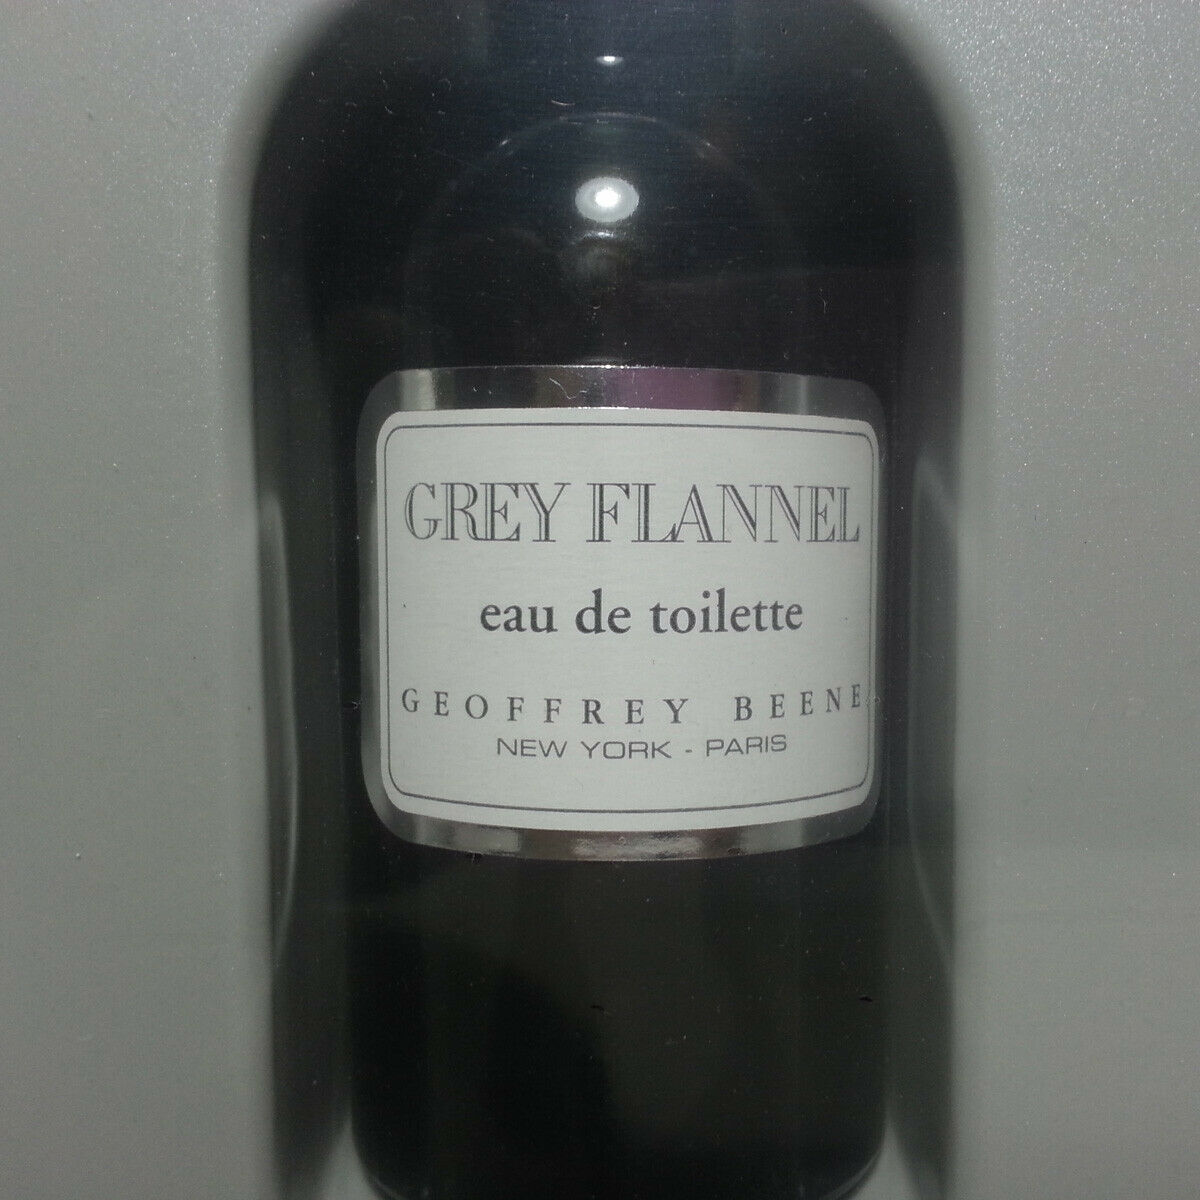 GREY FLANNEL
eau de toilette
GEOFFREY BEENE
NEW YORK - PARIS